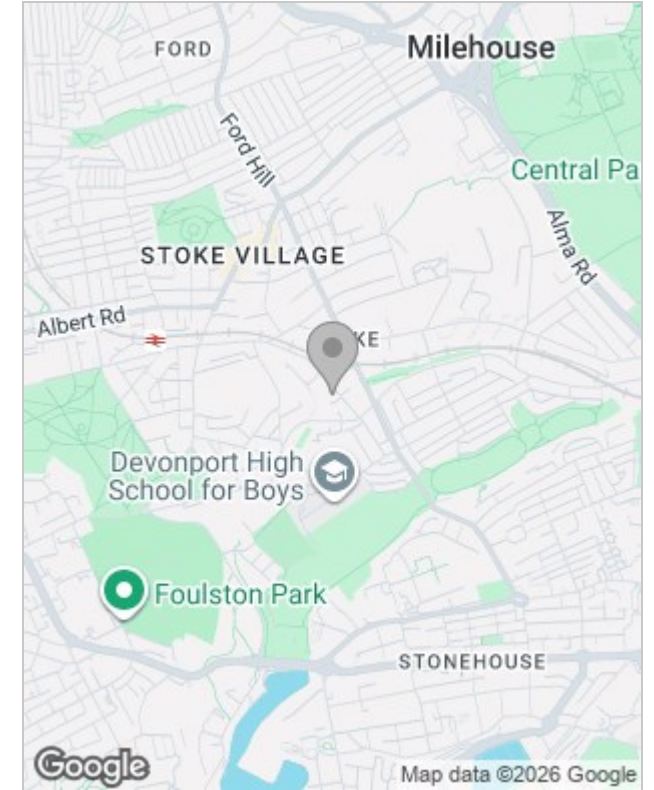 FORD
Milehouse
Ford Hill
Central Pa
STOKE VILLAGE
Alma Rd
Albert Rd
KE
Devonport High
School for Boys
Foulston Park
STONEHOUSE
Google
Map data ©2026 Google